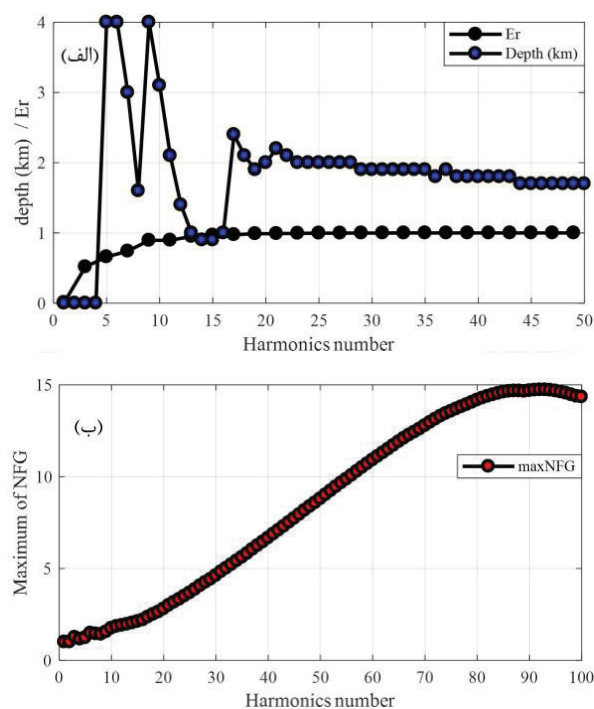 (الف)
Er
Depth (km)
depth (km) / Er
4
3
2
1
0
0 5 10 15 20 25 30 35 40 45 50
Harmonics number
(ب)
maxNFG
Maximum of NFG
15
10
5
0
0 10 20 30 40 50 60 70 80 90 100
Harmonics number